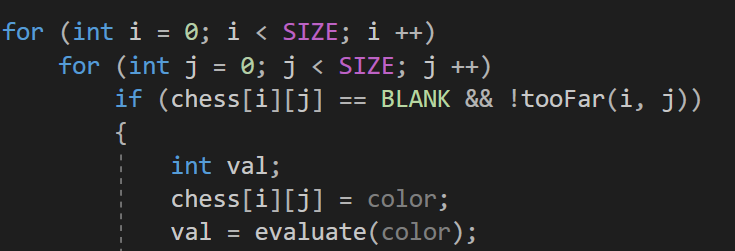 for (int i = 0; i < SIZE; i ++)
    for (int j = 0; j < SIZE; j ++)
        if (chess[i][j] == BLANK && !tooFar(i, j))
        {
            int val;
            chess[i][j] = color;
            val = evaluate(color);